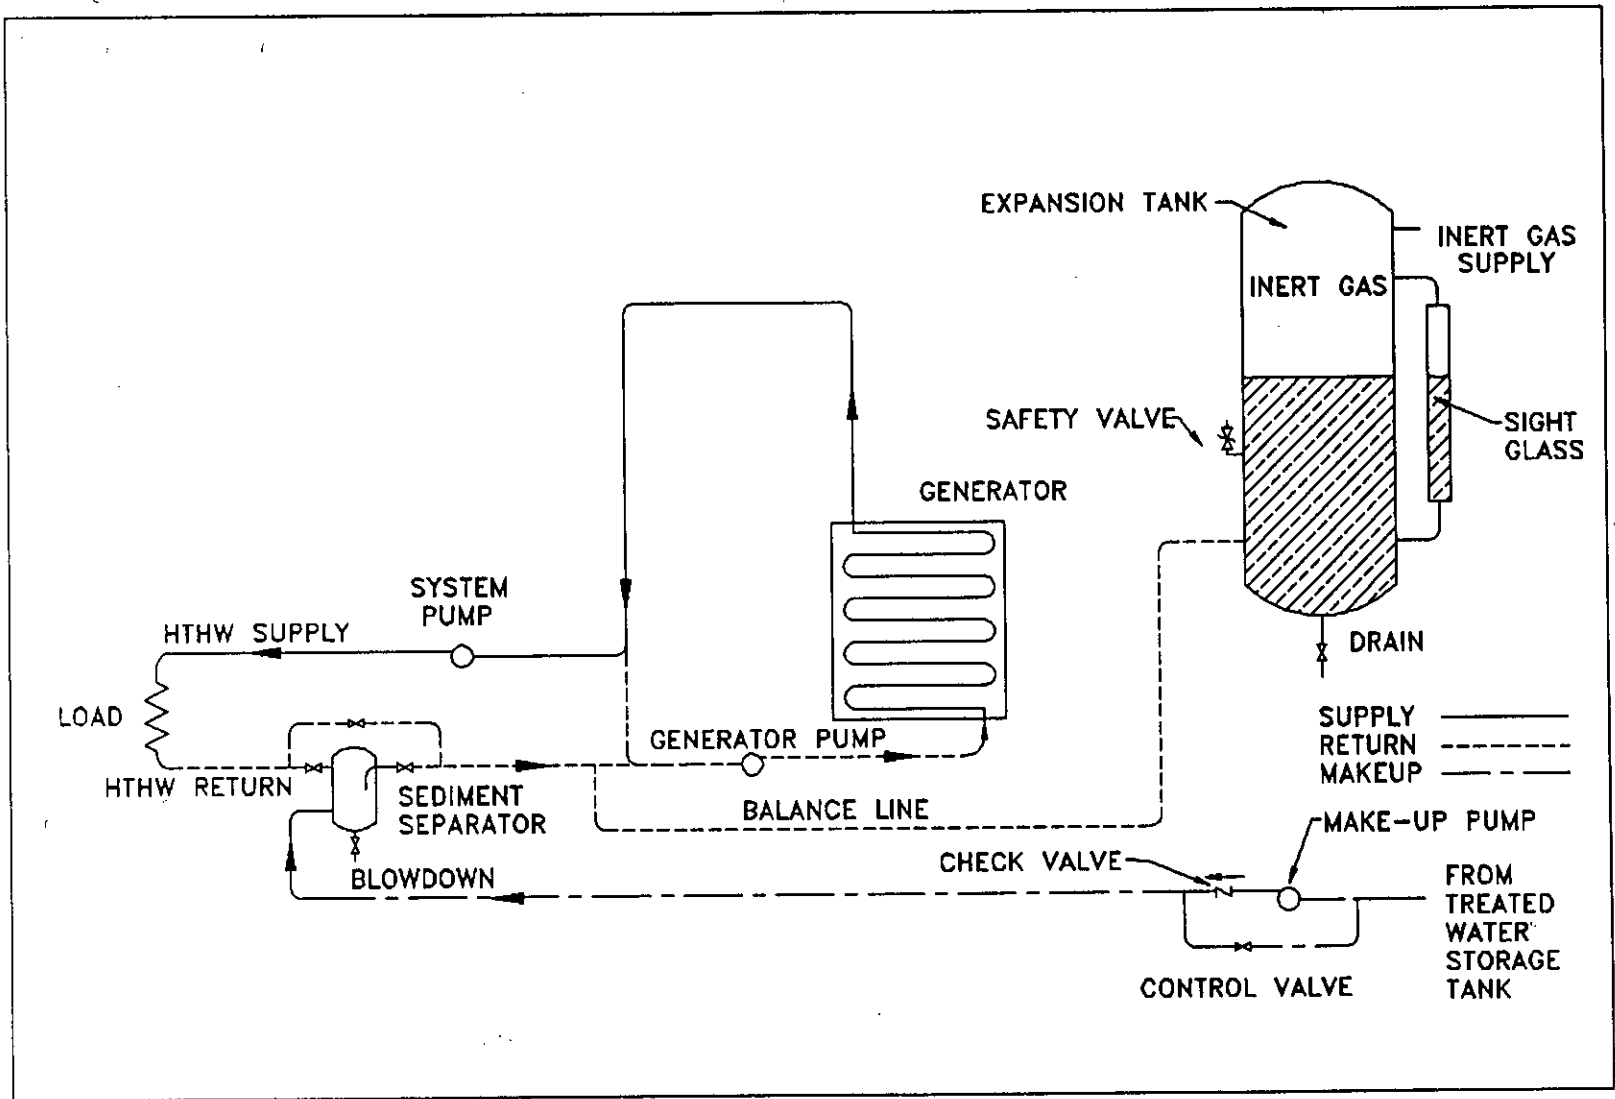 EXPANSION TANK
INERT GAS
SUPPLY
INERT GAS
SAFETY VALVE
SIGHT
GLASS
GENERATOR
SYSTEM
PUMP
HTHW SUPPLY
DRAIN
LOAD
SUPPLY
RETURN
MAKEUP
GENERATOR PUMP
HTHW RETURN
SEDIMENT
SEPARATOR
BALANCE LINE
MAKE-UP PUMP
CHECK VALVE
BLOWDOWN
FROM
TREATED
WATER
STORAGE
TANK
CONTROL VALVE